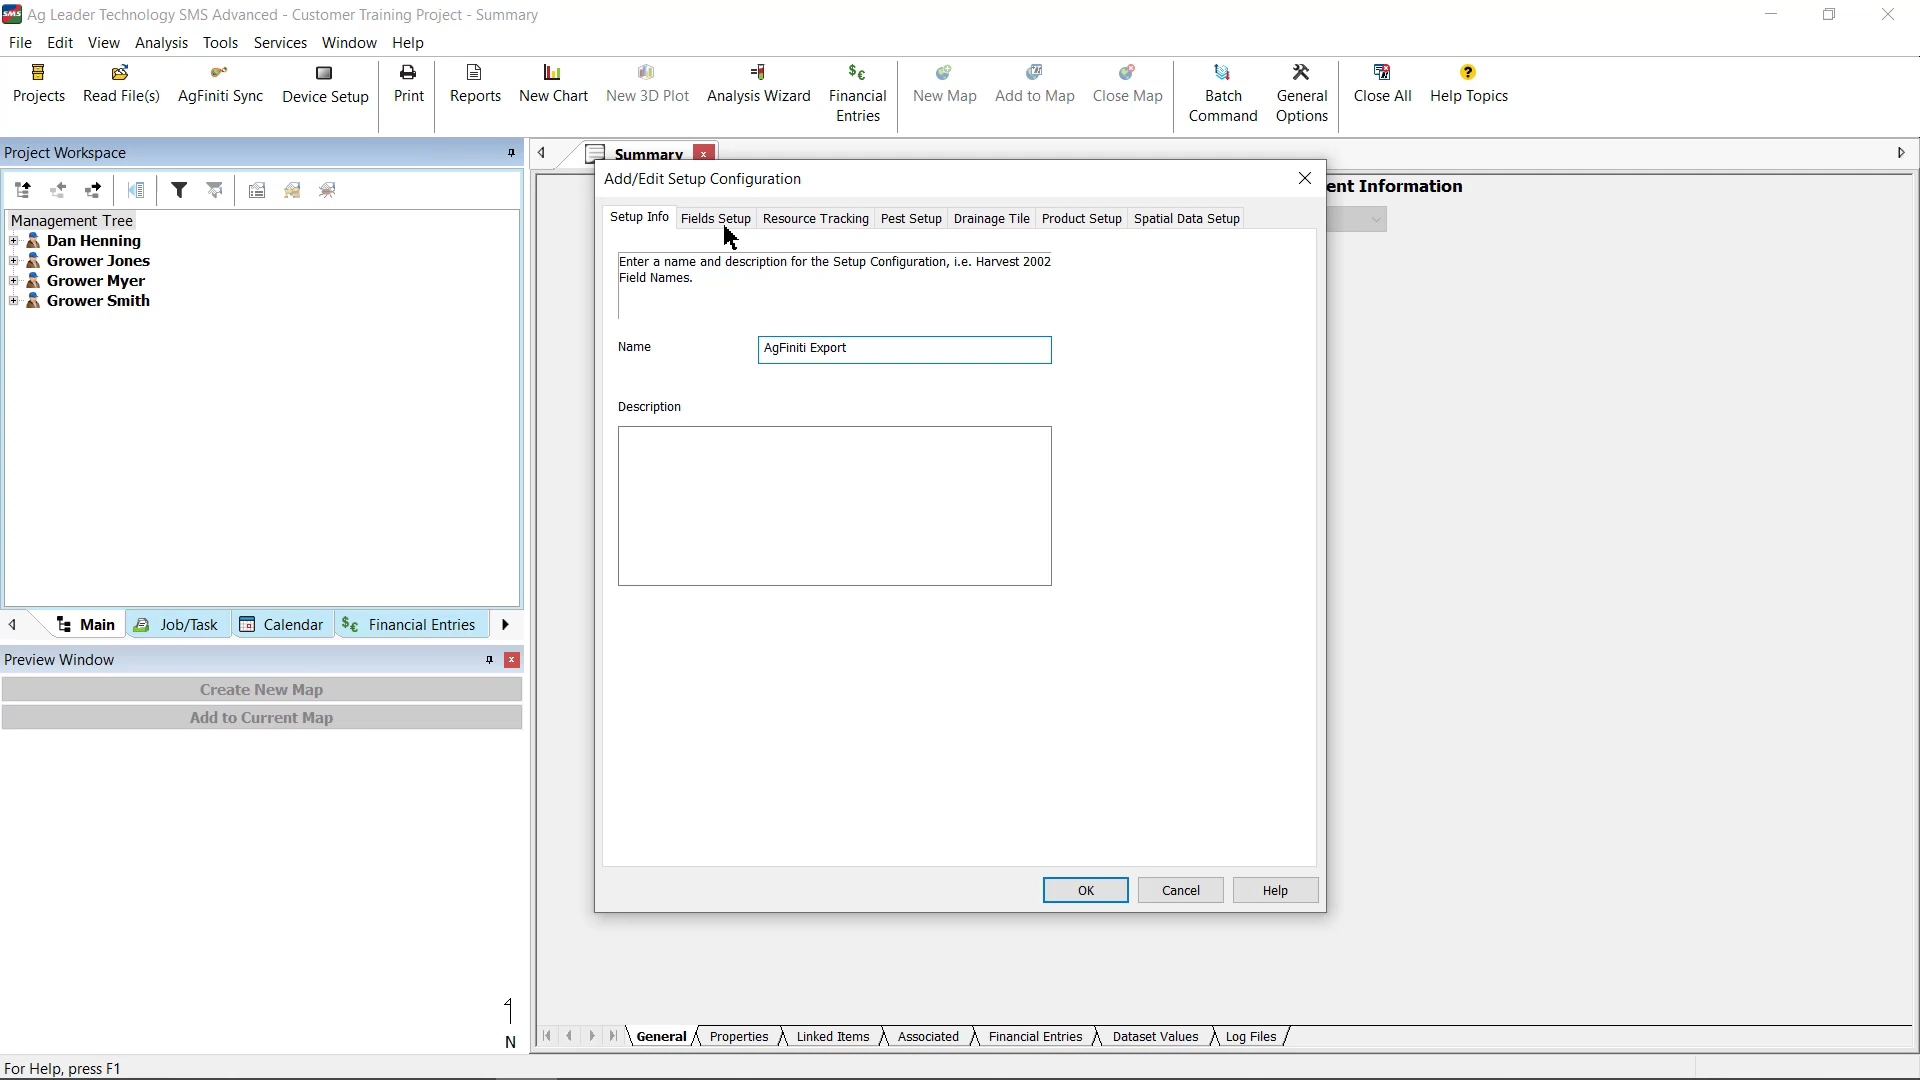 SMS Ag Leader Technology SMS Advanced - Customer Training Project - Summary
File Edit View Analysis Tools Services Window Help
Projects Read File(s) AgFiniti Sync Device Setup Print Reports New Chart New 3D Plot Analysis Wizard Financial Entries New Map Add to Map Close Map Batch Command General Options Close All Help Topics
Project Workspace
Summary
Management Tree
Dan Henning
Grower Jones
Grower Myer
Grower Smith
Main Job/Task Calendar Financial Entries
Preview Window
Create New Map
Add to Current Map
N
ent Information
Add/Edit Setup Configuration
Setup Info Fields Setup Resource Tracking Pest Setup Drainage Tile Product Setup Spatial Data Setup
Enter a name and description for the Setup Configuration, i.e. Harvest 2002
Field Names.
Name AgFiniti Export
Description
OK Cancel Help
General Properties Linked Items Associated Financial Entries Dataset Values Log Files
For Help, press F1